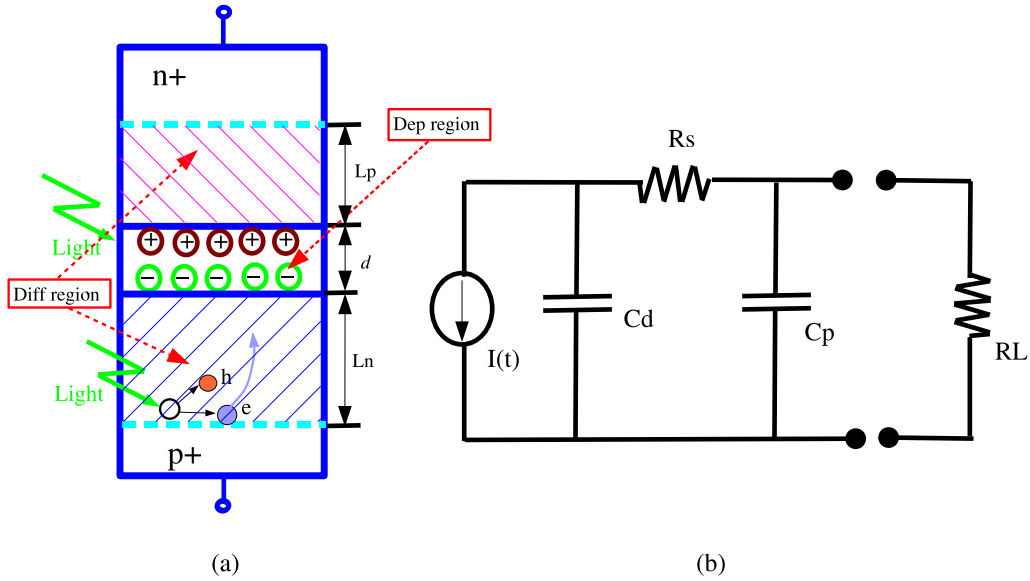 n+
Dep region
Rs
Lp
Light
+ + + + +
d
− − − − −
Diff region
Cd
Cp
I(t)
RL
Ln
h
Light
e
p+
(a)
(b)